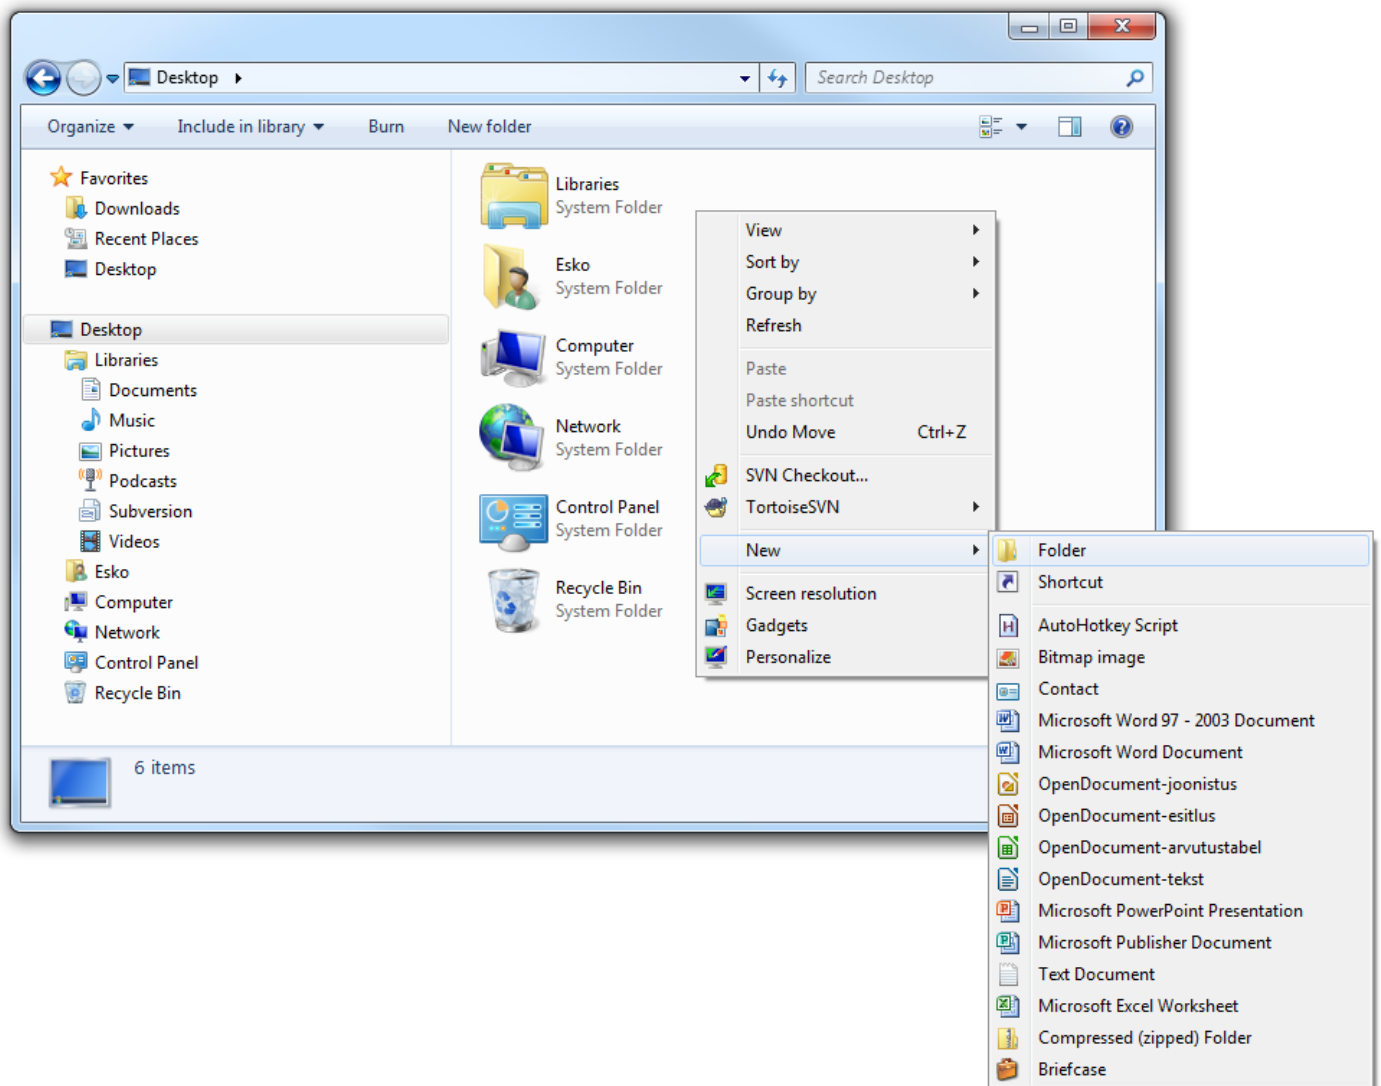 Desktop
Search Desktop
Organize
Include in library
Burn
New folder
Favorites
Downloads
Recent Places
Desktop
Desktop
Libraries
Documents
Music
Pictures
Podcasts
Subversion
Videos
Esko
Computer
Network
Control Panel
Recycle Bin
Libraries
System Folder
Esko
System Folder
Computer
System Folder
Network
System Folder
Control Panel
System Folder
Recycle Bin
System Folder
View
Sort by
Group by
Refresh
Paste
Paste shortcut
Undo Move Ctrl+Z
SVN Checkout...
TortoiseSVN
New
Screen resolution
Gadgets
Personalize
Folder
Shortcut
AutoHotkey Script
Bitmap image
Contact
Microsoft Word 97 - 2003 Document
Microsoft Word Document
OpenDocument-joonistus
OpenDocument-esitlus
OpenDocument-arvutustabel
OpenDocument-tekst
Microsoft PowerPoint Presentation
Microsoft Publisher Document
Text Document
Microsoft Excel Worksheet
Compressed (zipped) Folder
Briefcase
6 items